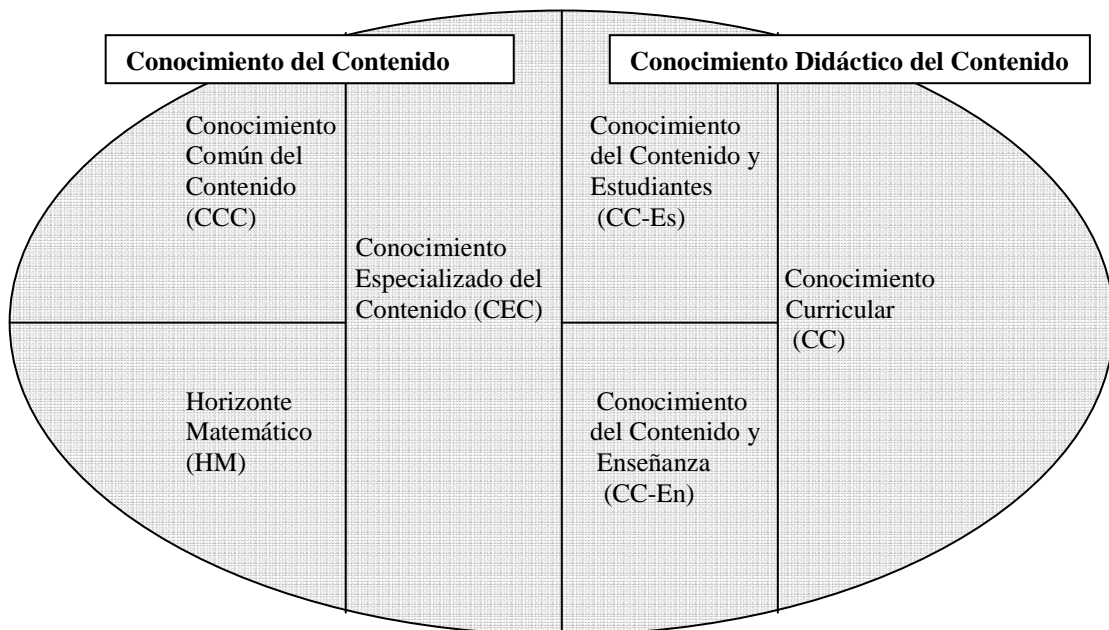 Conocimiento del Contenido
Conocimiento Didáctico del Contenido
Conocimiento
Común del
Contenido
(CCC)
Conocimiento
del Contenido y
Estudiantes
(CC-Es)
Conocimiento
Especializado del
Contenido (CEC)
Conocimiento
Curricular
(CC)
Horizonte
Matemático
(HM)
Conocimiento
del Contenido y
Enseñanza
(CC-En)